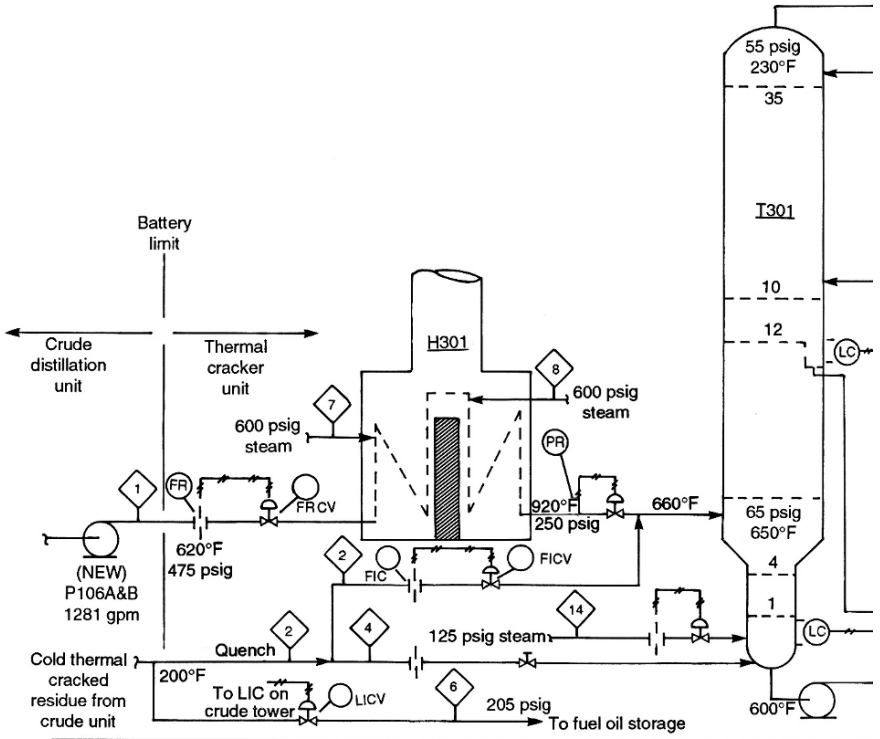 55 psig
230°F
35
T301
Battery
limit
10
Crude
distillation
unit
Thermal
cracker
unit
H301
12
LC
7
8
600 psig
steam
600 psig
steam
PR
1
FR
FR CV
920°F
250 psig
660°F
65 psig
650°F
620°F
475 psig
(NEW)
P106A&B
1281 gpm
2
FIC
FICV
4
1
14
125 psig steam
LC
Quench
2
4
Cold thermal
cracked
residue from
crude unit
200°F
To LIC on
crude tower
LICV
6
205 psig
To fuel oil storage
600°F